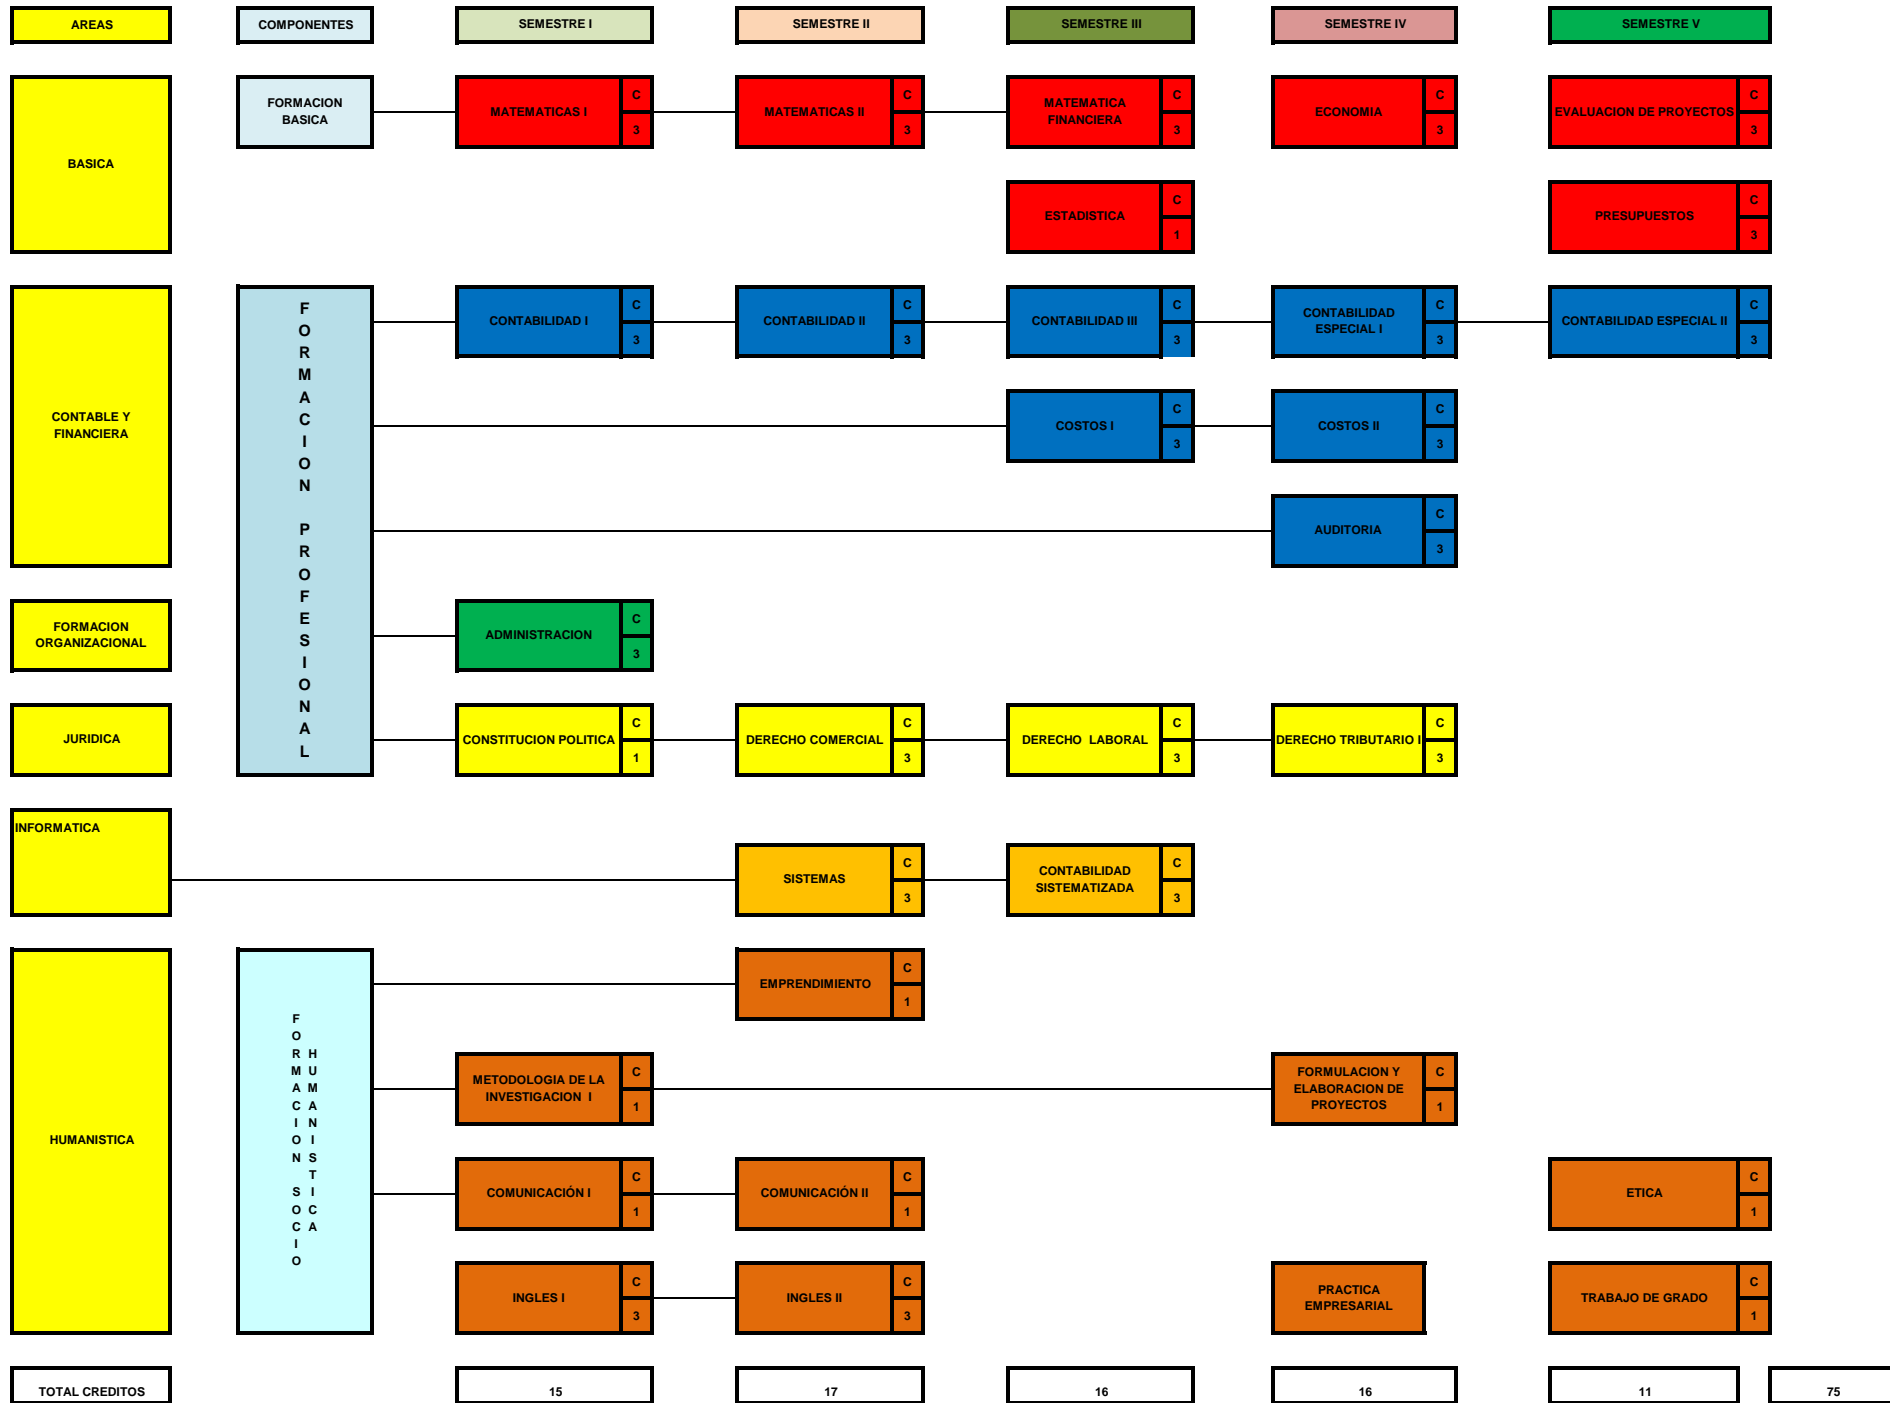 AREAS
COMPONENTES
SEMESTRE I
SEMESTRE II
SEMESTRE III
SEMESTRE IV
SEMESTRE V
BASICA
FORMACION
BASICA
MATEMATICAS I
C
3
MATEMATICAS II
C
3
MATEMATICA
FINANCIERA
C
3
ECONOMIA
C
3
EVALUACION DE PROYECTOS
C
3
ESTADISTICA
C
1
PRESUPUESTOS
C
3
CONTABLE Y
FINANCIERA
FORMACION PROFESIONAL
CONTABILIDAD I
C
3
CONTABILIDAD II
C
3
CONTABILIDAD III
C
3
CONTABILIDAD
ESPECIAL I
C
3
CONTABILIDAD ESPECIAL II
C
3
COSTOS I
C
3
COSTOS II
C
3
AUDITORIA
C
3
FORMACION
ORGANIZACIONAL
ADMINISTRACION
C
3
JURIDICA
CONSTITUCION POLITICA
C
1
DERECHO COMERCIAL
C
3
DERECHO LABORAL
C
3
DERECHO TRIBUTARIO I
C
3
INFORMATICA
SISTEMAS
C
3
CONTABILIDAD
SISTEMATIZADA
C
3
HUMANISTICA
FORMACION SOCIO
HUMANISTICA
EMPRENDIMIENTO
C
1
METODOLOGIA DE LA
INVESTIGACION I
C
1
FORMULACION Y
ELABORACION DE
PROYECTOS
C
1
COMUNICACIÓN I
C
1
COMUNICACIÓN II
C
1
ETICA
C
1
INGLES I
C
3
INGLES II
C
3
PRACTICA
EMPRESARIAL
TRABAJO DE GRADO
C
1
TOTAL CREDITOS
15
17
16
16
11
75